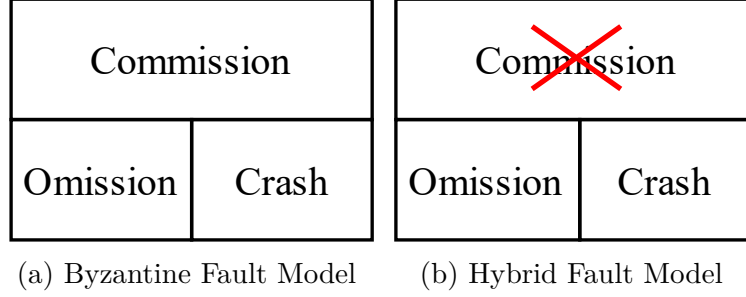 Commission
Commission
Omission Crash
Omission Crash
(a) Byzantine Fault Model
(b) Hybrid Fault Model